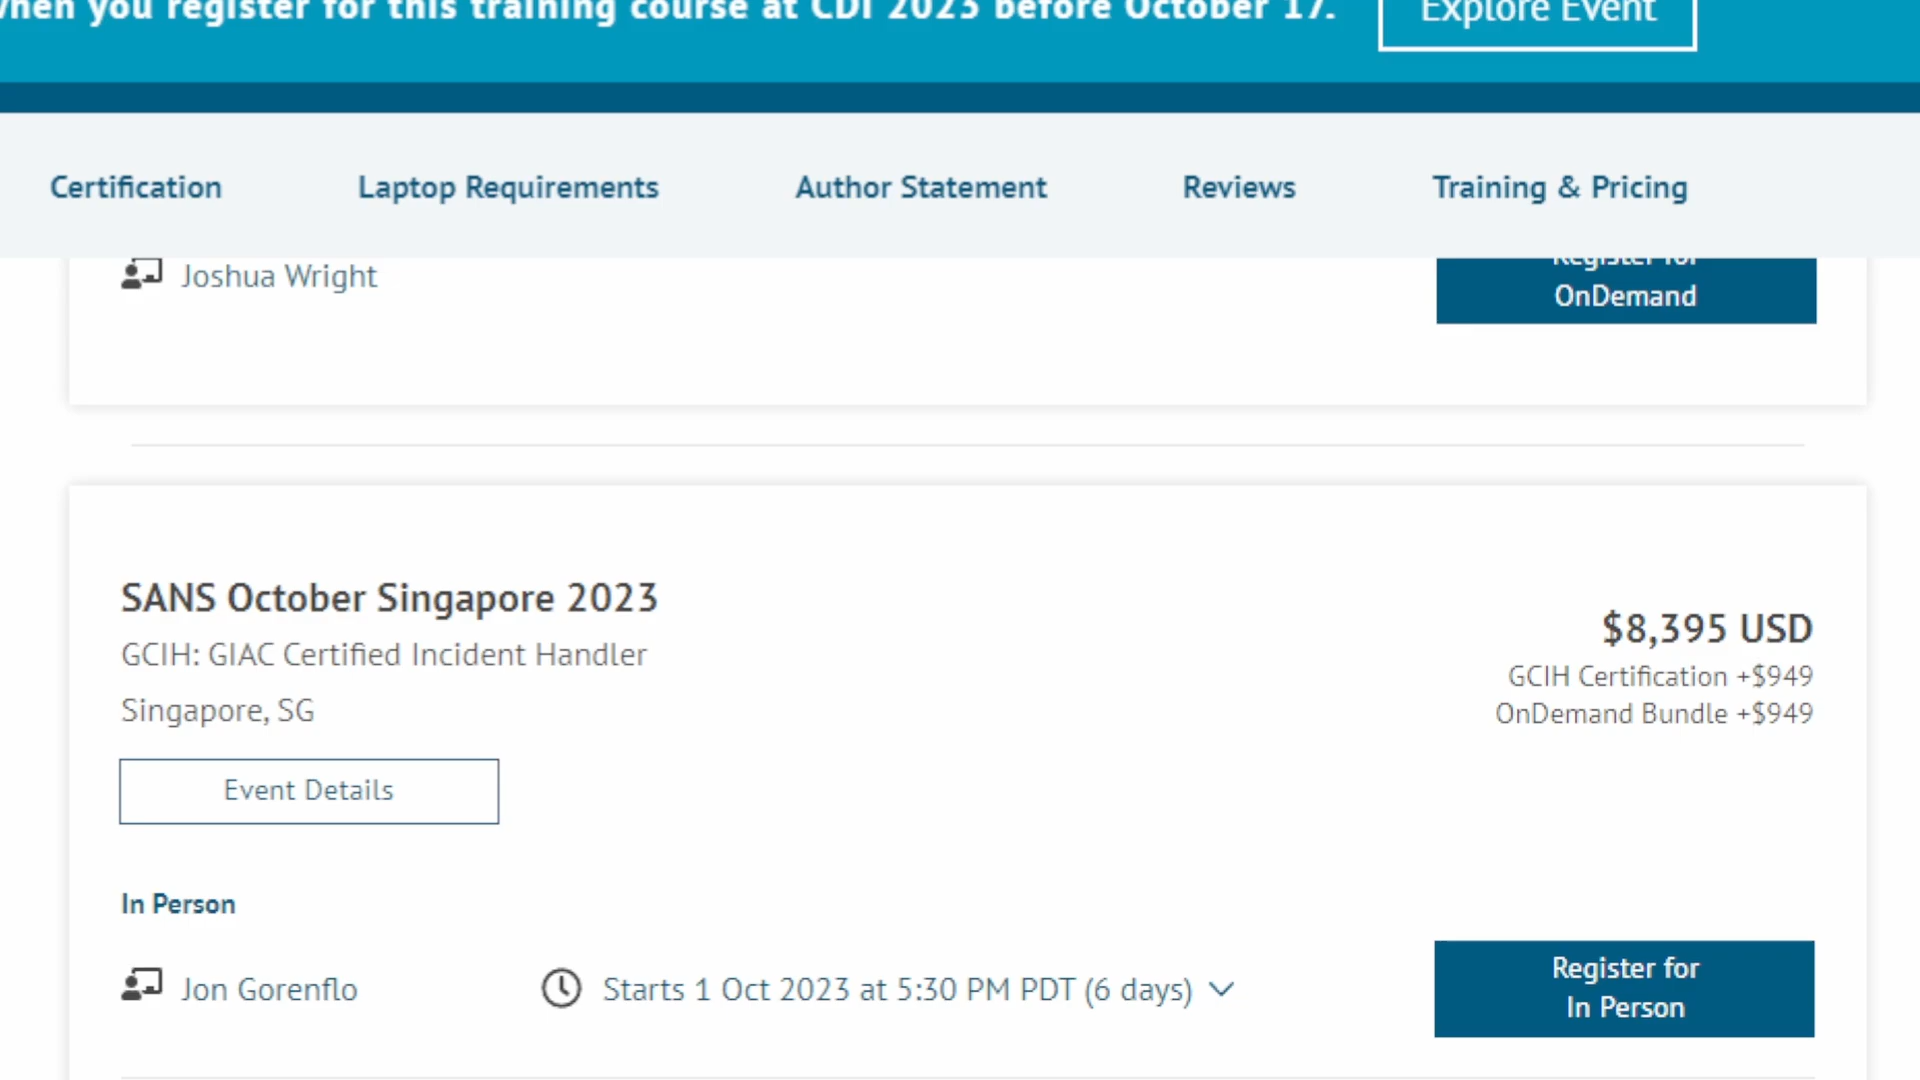 when you register for this training course at CDI 2023 before October 17.
Explore Event
Certification
Laptop Requirements
Author Statement
Reviews
Training & Pricing
Joshua Wright
Register for
OnDemand
SANS October Singapore 2023
GCIH: GIAC Certified Incident Handler
Singapore, SG
$8,395 USD
GCIH Certification +$949
OnDemand Bundle +$949
Event Details
In Person
Jon Gorenflo
Starts 1 Oct 2023 at 5:30 PM PDT (6 days)
Register for
In Person